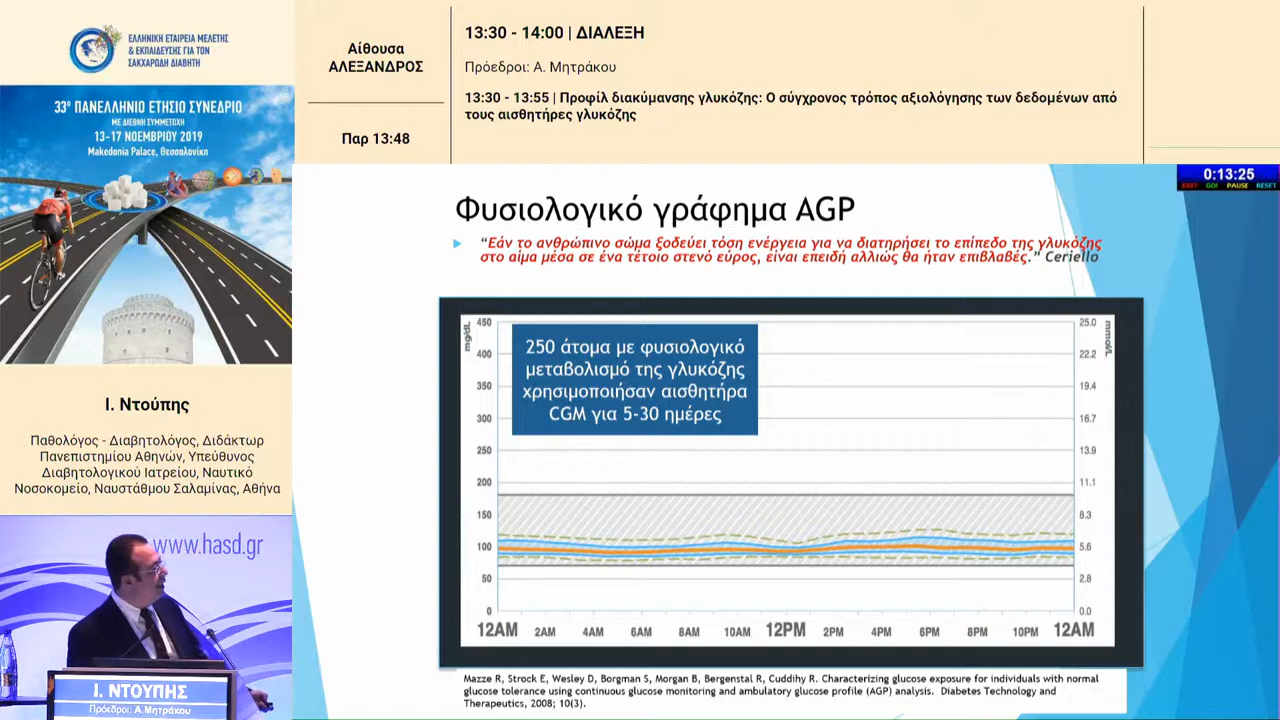 ΕΛΛΗΝΙΚΗ ΕΤΑΙΡΕΙΑ ΜΕΛΕΤΗΣ
& ΕΚΠΑΙΔΕΥΣΗΣ ΓΙΑ ΤΟΝ
ΣΑΚΧΑΡΩΔΗ ΔΙΑΒΗΤΗ
33º ΠΑΝΕΛΛΗΝΙΟ ΕΤΗΣΙΟ ΣΥΝΕΔΡΙΟ
ΜΕ ΔΙΕΘΝΗ ΣΥΜΜΕΤΟΧΗ
13-17 ΝΟΕΜΒΡΙΟΥ 2019
Makedonia Palace, Θεσσαλονίκη
Ι. Ντούπης
Παθολόγος - Διαβητολόγος, Διδάκτωρ
Πανεπιστημίου Αθηνών, Υπεύθυνος
Διαβητολογικού Ιατρείου, Ναυτικό
Νοσοκομείο, Ναυστάθμου Σαλαμίνας, Αθήνα
www.hasd.gr
Ι. ΝΤΟΥΠΗΣ
Πρόεδροι: Α.Μητράκου
Αίθουσα
ΑΛΕΞΑΝΔΡΟΣ
Παρ 13:48
13:30 - 14:00 | ΔΙΑΛΕΞΗ
Πρόεδροι: Α. Μητράκου
13:30 - 13:55 | Προφίλ διακύμανσης γλυκόζης: Ο σύγχρονος τρόπος αξιολόγησης των δεδομένων από
τους αισθητήρες γλυκόζης
0:13:25
EXIT GO! PAUSE RESET
Φυσιολογικό γράφημα AGP
“Εάν το ανθρώπινο σώμα ξοδεύει τόση ενέργεια για να διατηρήσει το επίπεδο της γλυκόζης
στο αίμα μέσα σε ένα τέτοιο στενό εύρος, είναι επειδή αλλιώς θα ήταν επιβλαβές.” Ceriello
250 άτομα με φυσιολογικό
μεταβολισμό της γλυκόζης
χρησιμοποιήσαν αισθητήρα
CGM για 5-30 ημέρες
mg/dL
450
400
350
300
250
200
150
100
50
0
mmol/L
25.0
22.2
19.4
16.7
13.9
11.1
8.3
5.6
2.8
0.0
12AM 2AM 4AM 6AM 8AM 10AM 12PM 2PM 4PM 6PM 8PM 10PM 12AM
Mazze R, Strock E, Wesley D, Borgman S, Morgan B, Bergenstal R, Cuddihy R. Characterizing glucose exposure for individuals with normal
glucose tolerance using continuous glucose monitoring and ambulatory glucose profile (AGP) analysis. Diabetes Technology and
Therapeutics, 2008; 10(3).